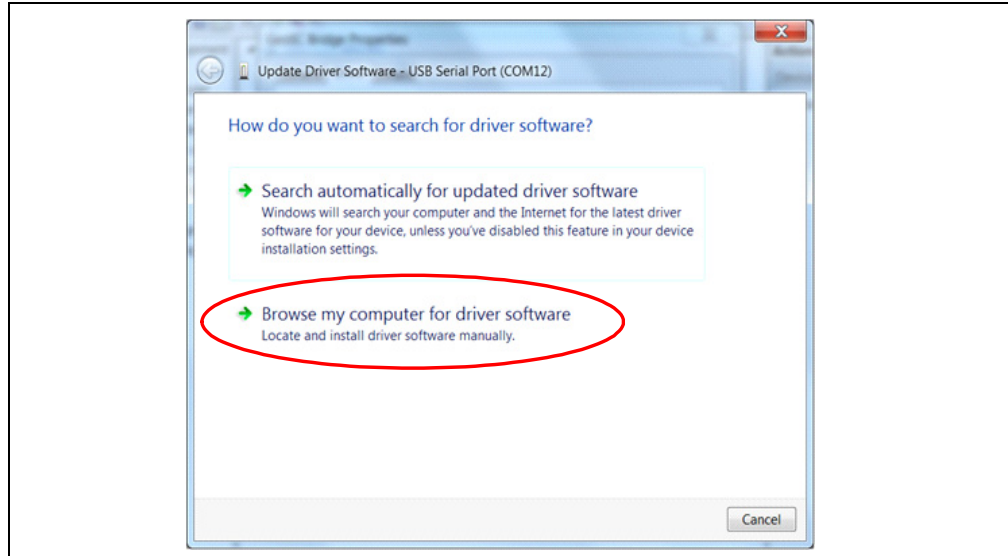 Update Driver Software - USB Serial Port (COM12)
How do you want to search for driver software?
Search automatically for updated driver software
Windows will search your computer and the Internet for the latest driver
software for your device, unless you've disabled this feature in your device
installation settings.
Browse my computer for driver software
Locate and install driver software manually.
Cancel